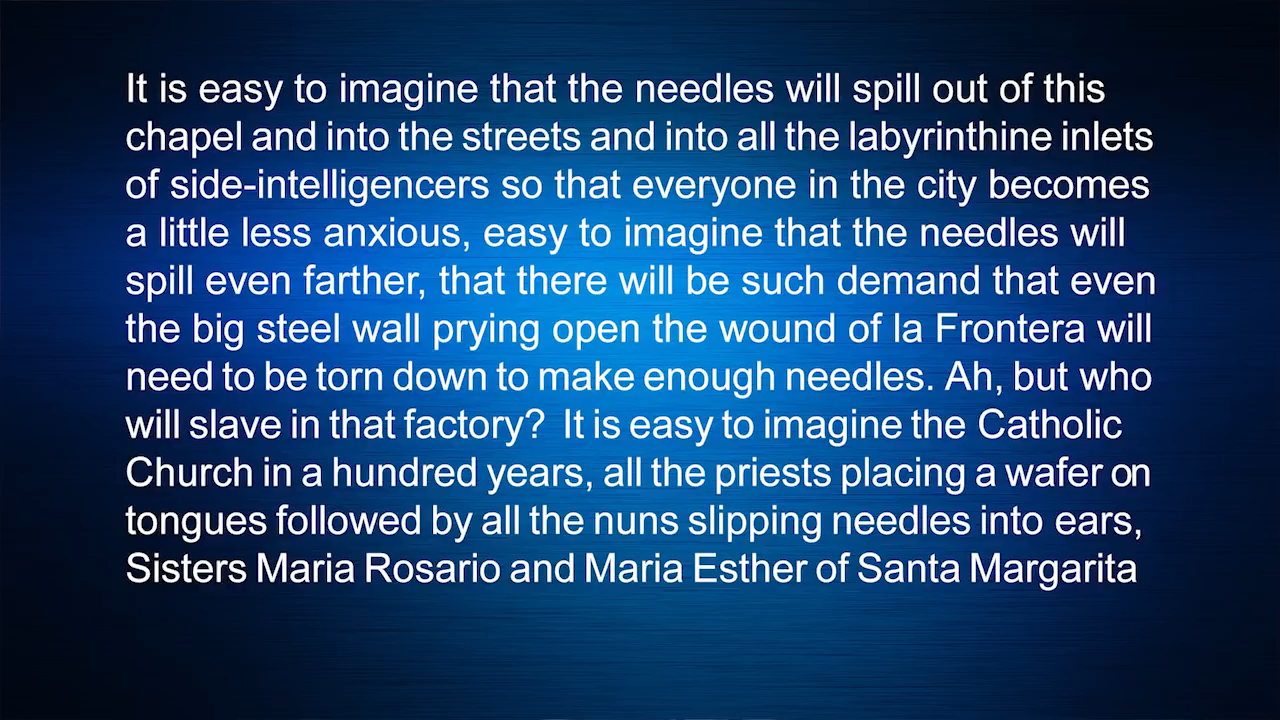 It is easy to imagine that the needles will spill out of this
chapel and into the streets and into all the labyrinthine inlets
of side-intelligencers so that everyone in the city becomes
a little less anxious, easy to imagine that the needles will
spill even farther, that there will be such demand that even
the big steel wall prying open the wound of la Frontera will
need to be torn down to make enough needles. Ah, but who
will slave in that factory?  It is easy to imagine the Catholic
Church in a hundred years, all the priests placing a wafer on
tongues followed by all the nuns slipping needles into ears,
Sisters Maria Rosario and Maria Esther of Santa Margarita